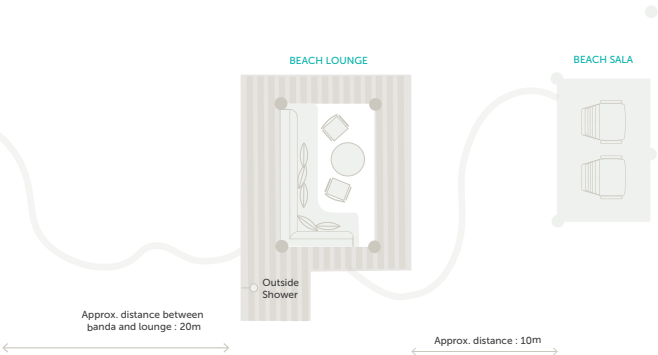 BEACH LOUNGE
BEACH SALA
Outside
Shower
Approx. distance between
banda and lounge : 20m
Approx. distance : 10m